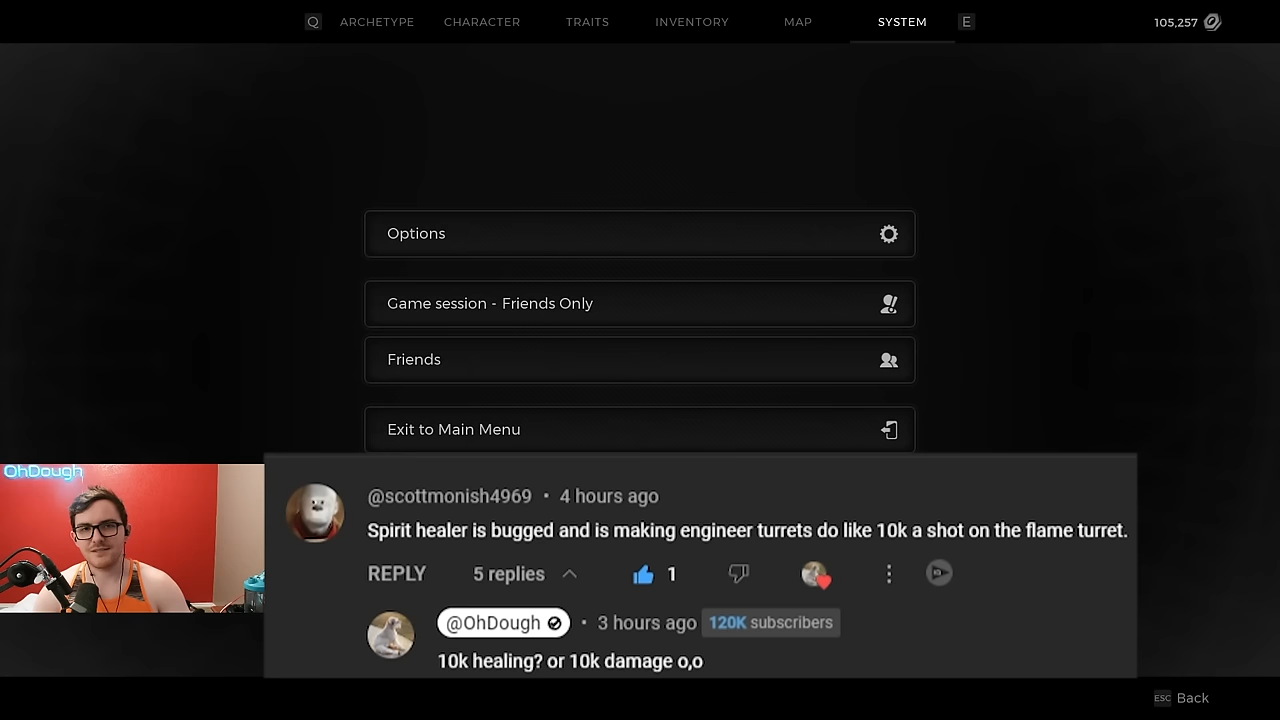 Q ARCHETYPE CHARACTER TRAITS INVENTORY MAP SYSTEM E 105,257
Options
Game session - Friends Only
Friends
Exit to Main Menu
OhDough
@scottmonish4969 • 4 hours ago
Spirit healer is bugged and is making engineer turrets do like 10k a shot on the flame turret.
REPLY 5 replies 1
@OhDough • 3 hours ago 120K subscribers
10k healing? or 10k damage o,o
ESC Back